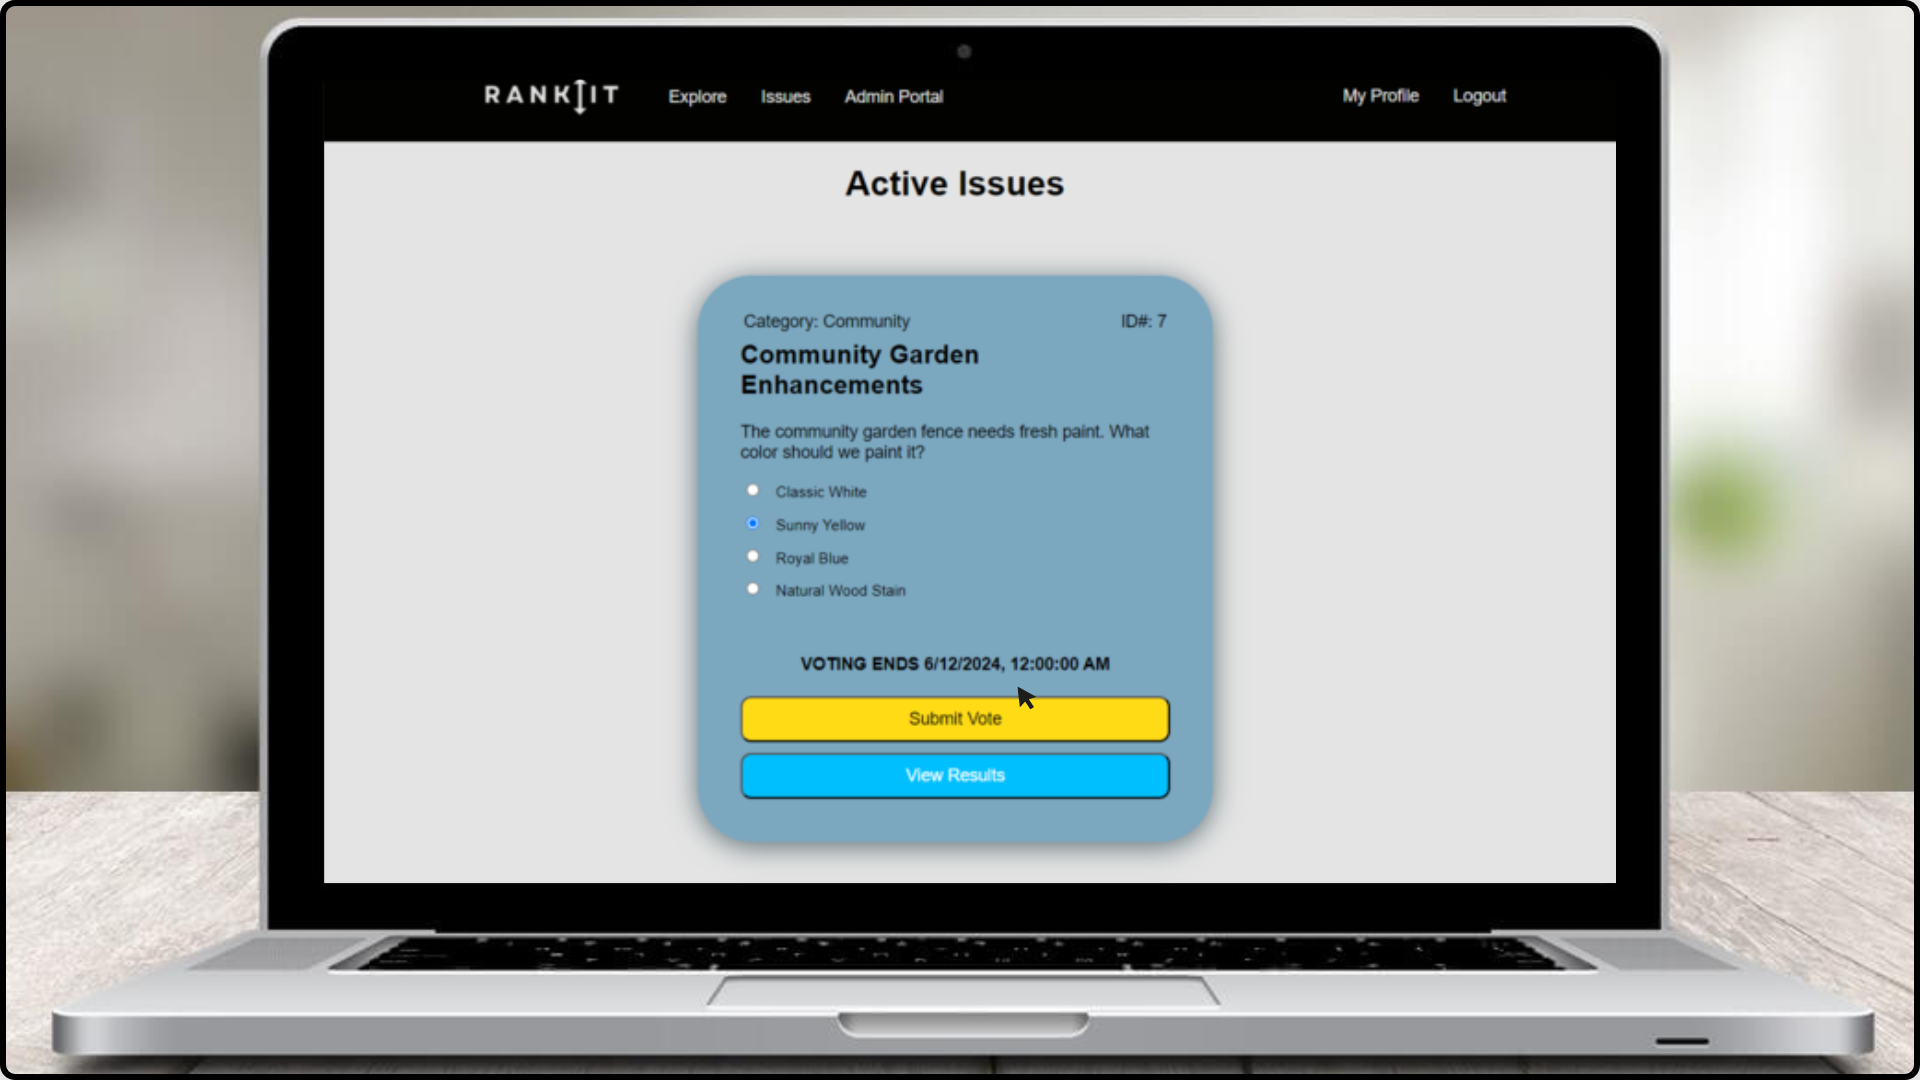 RANKIT Explore Issues Admin Portal My Profile Logout
Active Issues
Category: Community ID#: 7
Community Garden
Enhancements
The community garden fence needs fresh paint. What
color should we paint it?
Classic White
Sunny Yellow
Royal Blue
Natural Wood Stain
VOTING ENDS 6/12/2024, 12:00:00 AM
Submit Vote
View Results